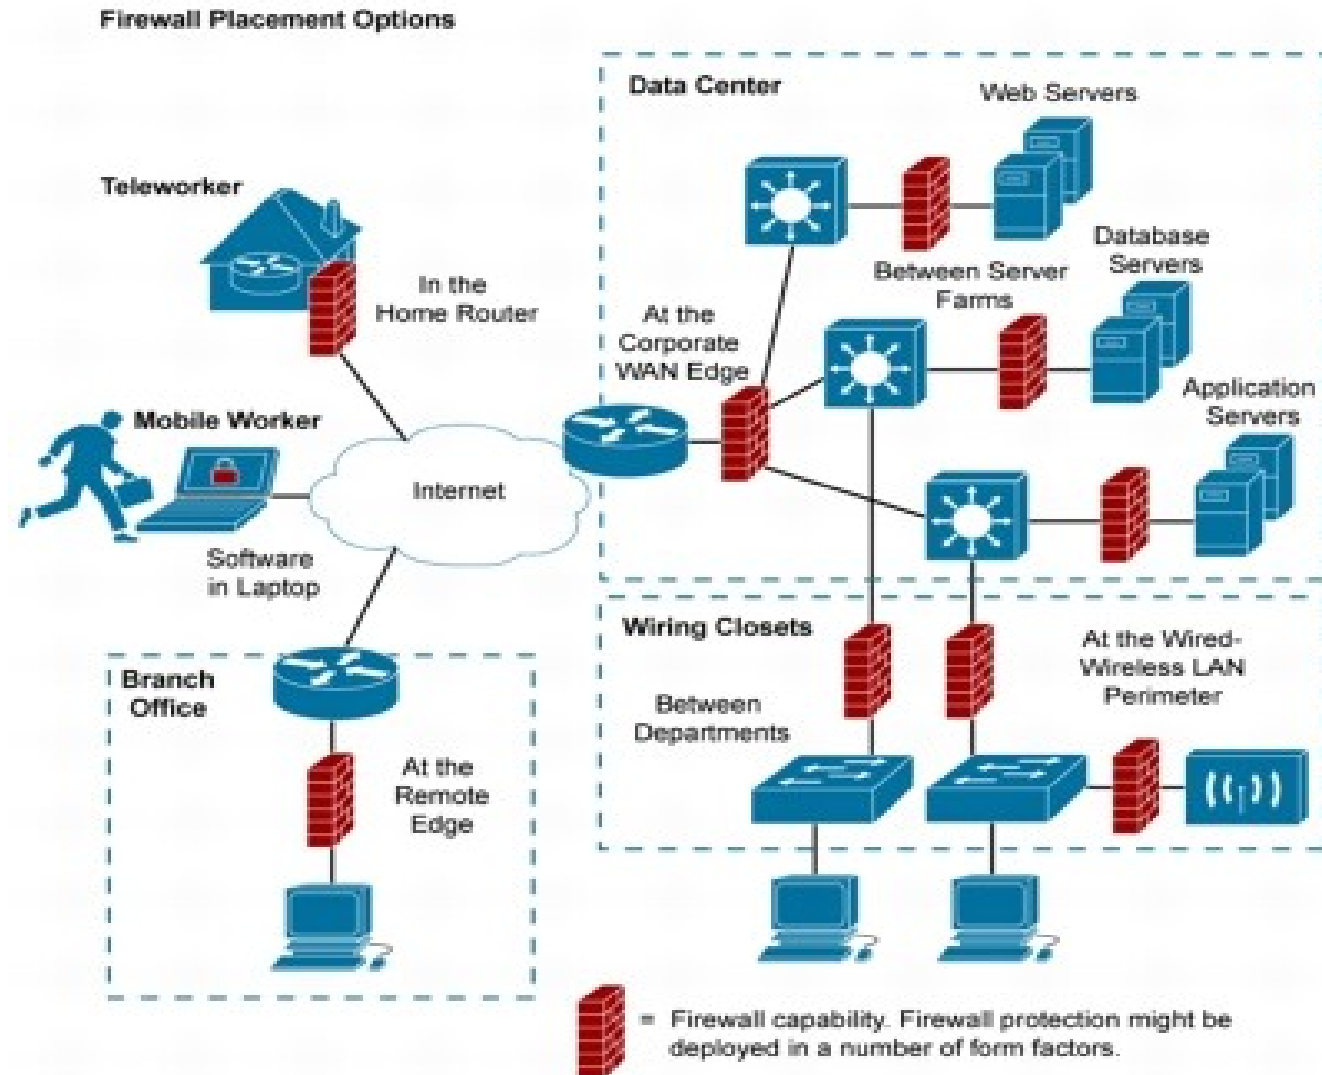 Firewall Placement Options
Data Center
Web Servers
Teleworker
In the
Home Router
Database
Servers
Between Server
Farms
At the
Corporate
WAN Edge
Application
Servers
Mobile Worker
Internet
Software
in Laptop
Wiring Closets
At the Wired-
Wireless LAN
Perimeter
Between
Departments
Branch
Office
At the
Remote
Edge
= Firewall capability. Firewall protection might be
deployed in a number of form factors.